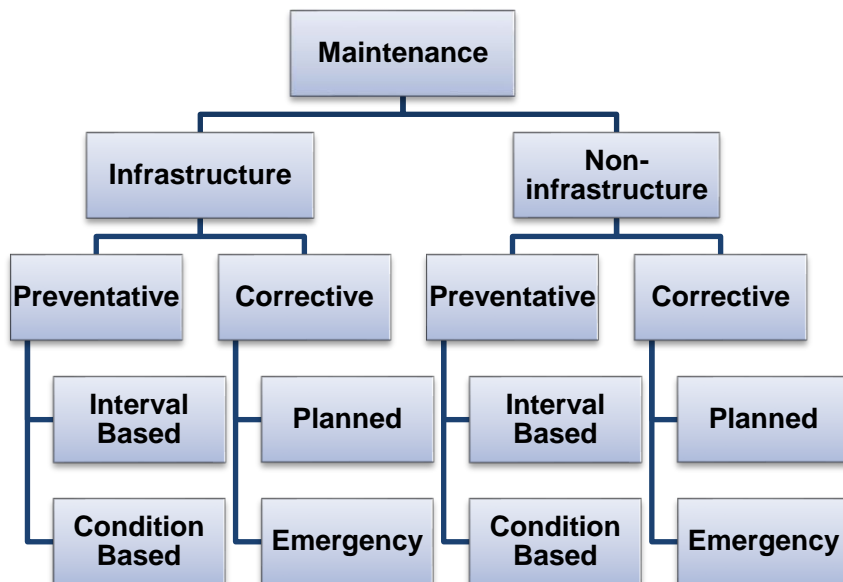 Maintenance
Infrastructure
Non-
infrastructure
Preventative
Corrective
Preventative
Corrective
Interval
Based
Planned
Interval
Based
Planned
Condition
Based
Emergency
Condition
Based
Emergency